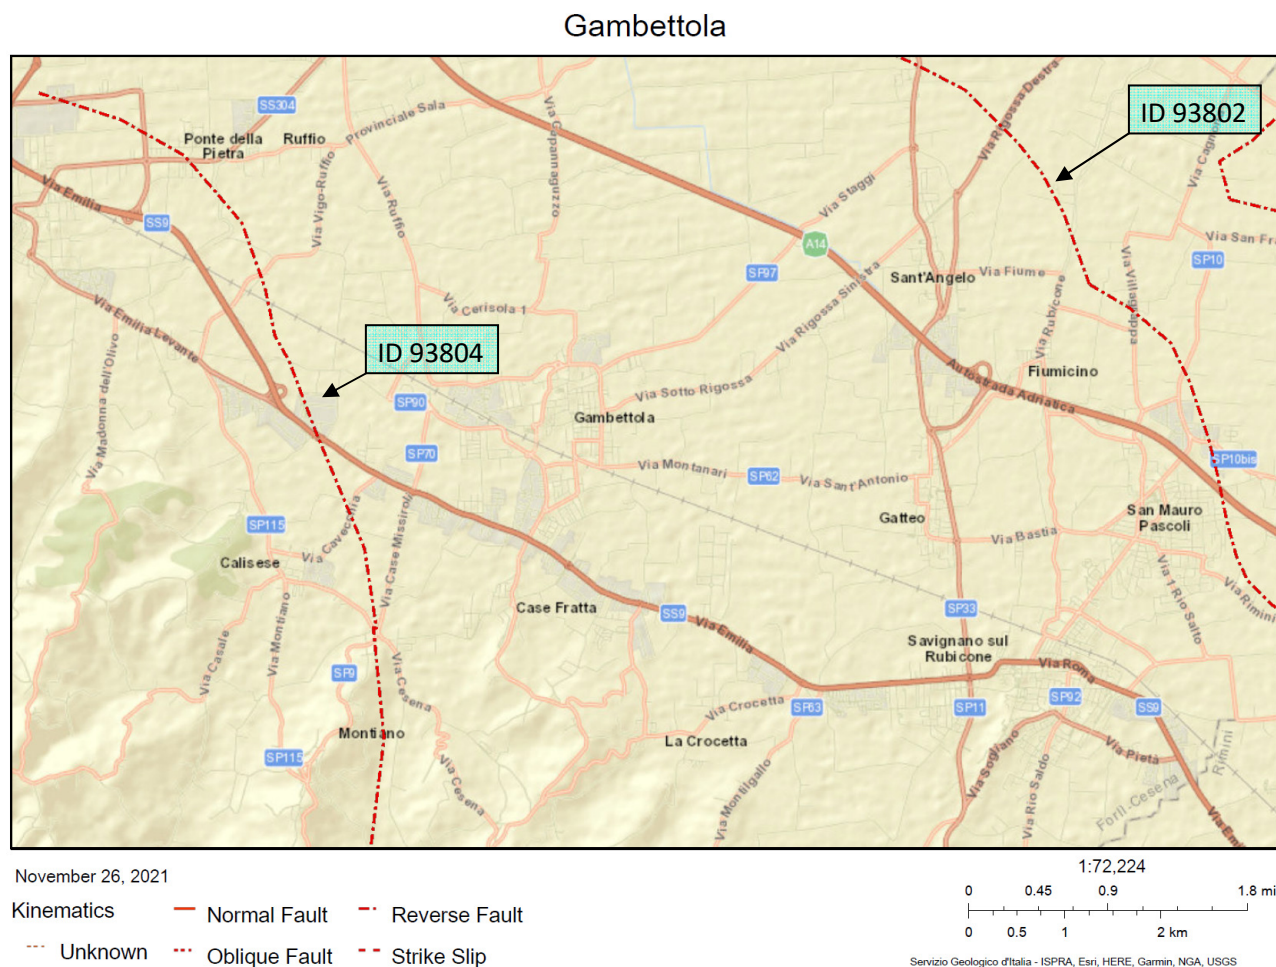 Gambettola
ID 93802
SS304
Ponte della
Pietra
Ruffio
Provinciale Sala
Via Capannaguzzo
Via Rigossa Destra
Via Emilia
SS9
Via Vigo-Ruffio
Via Ruffio
Via Staggi
A14
SP97
Sant'Angelo
Via Fiume
Via San Fr
SP10
Via Villagrappa
Via Rubicone
Via Rigossa Sinistra
Via Cerisola 1
Via Emilia Levante
Via Madonna dell'Olivo
ID 93804
Autostrada Adriatica
Fiumicino
Via Sotto Rigossa
SP90
Gambettola
SP70
SP10bis
Via Montanari
SP62
Via Sant'Antonio
Gatteo
San Mauro
Pascoli
Via Bastia
SP115
Calisese
Via Cavecchia
Via Case Missiroli
Via 1 Rio Salto
Via Rimini
Case Fratta
SS9
Via Emilia
SP33
Savignano sul
Rubicone
Via Roma
Via Casale
Via Montiano
SP9
Via Cesena
Via Crocetta
SP63
SP11
SP92
SS9
Montiano
La Crocetta
Via Pietà
SP115
Via Cesena
Via Montilgallo
Via Sogliano
Via Rio Saldo
Forlì-Cesena
Rimini
November 26, 2021
1:72,224
0 0.45 0.9 1.8 mi
0 0.5 1 2 km
Kinematics
Normal Fault
Reverse Fault
Unknown
Oblique Fault
Strike Slip
Servizio Geologico d'Italia - ISPRA, Esri, HERE, Garmin, NGA, USGS